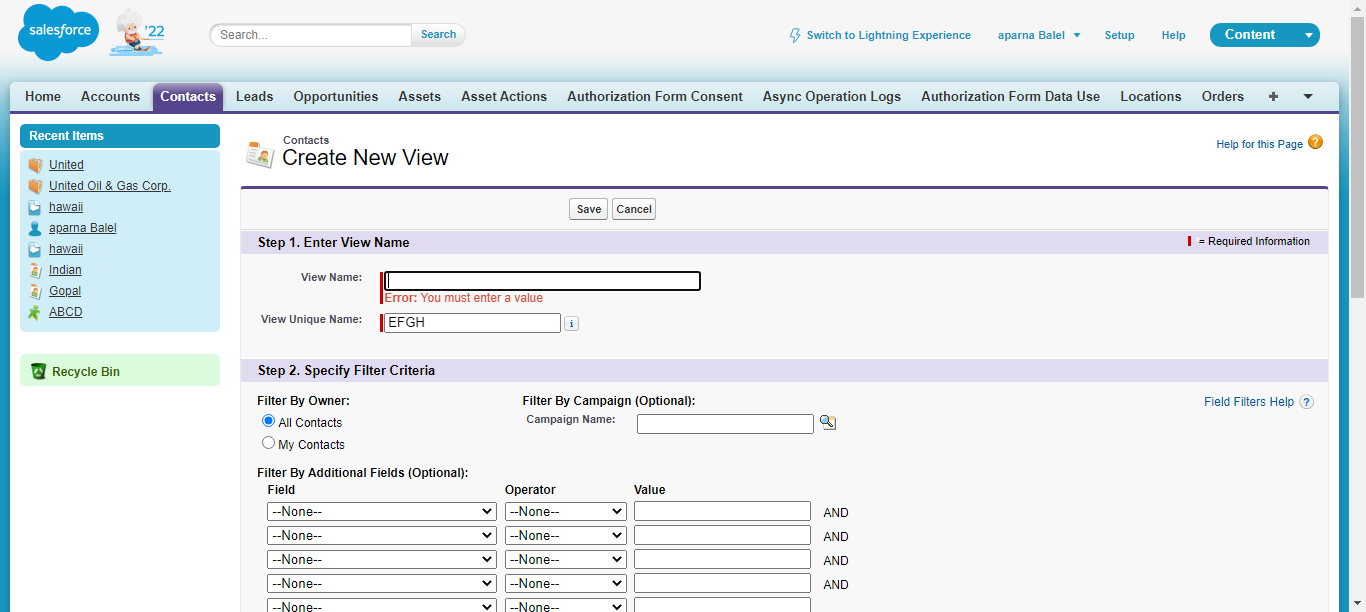 salesforce
'22
Search...
Search
Switch to Lightning Experience
aparna Balel
Setup
Help
Content
Home Accounts Contacts Leads Opportunities Assets Asset Actions Authorization Form Consent Async Operation Logs Authorization Form Data Use Locations Orders +
Recent Items
United
United Oil & Gas Corp.
hawaii
aparna Balel
hawaii
Indian
Gopal
ABCD
Recycle Bin
Contacts
Create New View
Help for this Page ?
Save Cancel
Step 1. Enter View Name
= Required Information
View Name:
Error: You must enter a value
View Unique Name: EFGH i
Step 2. Specify Filter Criteria
Filter By Owner:
All Contacts
My Contacts
Filter By Campaign (Optional):
Campaign Name:
Field Filters Help ?
Filter By Additional Fields (Optional):
Field Operator Value
--None-- --None-- AND
--None-- --None-- AND
--None-- --None-- AND
--None-- --None-- AND
--None-- --None--